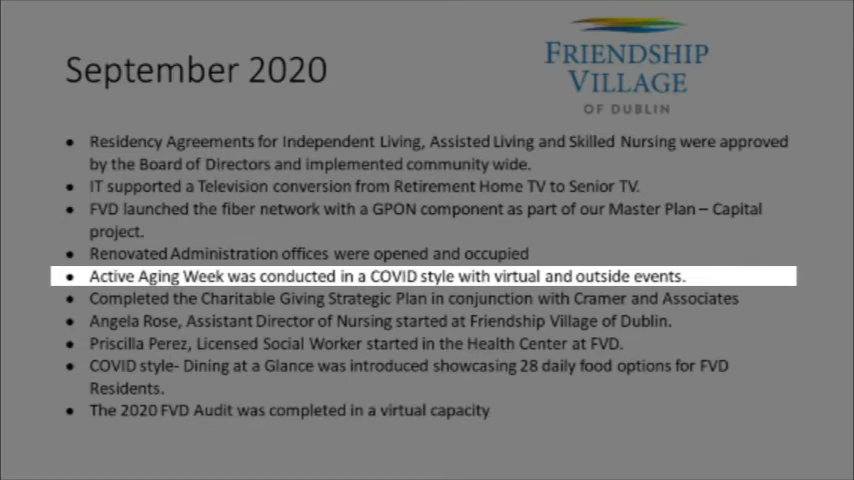 FRIENDSHIP
VILLAGE
OF DUBLIN
September 2020
• Residency Agreements for Independent Living, Assisted Living and Skilled Nursing were approved
by the Board of Directors and implemented community wide.
• IT supported a Television conversion from Retirement Home TV to Senior TV.
• FVD launched the fiber network with a GPON component as part of our Master Plan – Capital
project.
• Renovated Administration offices were opened and occupied
• Active Aging Week was conducted in a COVID style with virtual and outside events.
• Completed the Charitable Giving Strategic Plan in conjunction with Cramer and Associates
• Angela Rose, Assistant Director of Nursing started at Friendship Village of Dublin.
• Priscilla Perez, Licensed Social Worker started in the Health Center at FVD.
• COVID style- Dining at a Glance was introduced showcasing 28 daily food options for FVD
Residents.
• The 2020 FVD Audit was completed in a virtual capacity